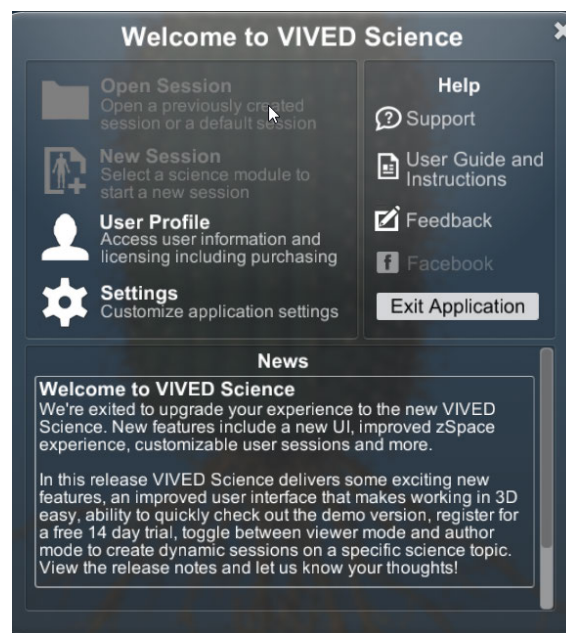 Welcome to VIVED Science
Open Session
Open a previously created
session or a default session
New Session
Select a science module to
start a new session
User Profile
Access user information and
licensing including purchasing
Settings
Customize application settings
Help
Support
User Guide and
Instructions
Feedback
Facebook
Exit Application
News
Welcome to VIVED Science
We're exited to upgrade your experience to the new VIVED
Science. New features include a new UI, improved zSpace
experience, customizable user sessions and more.
In this release VIVED Science delivers some exciting new
features, an improved user interface that makes working in 3D
easy, ability to quickly check out the demo version, register for
a free 14 day trial, toggle between viewer mode and author
mode to create dynamic sessions on a specific science topic.
View the release notes and let us know your thoughts!